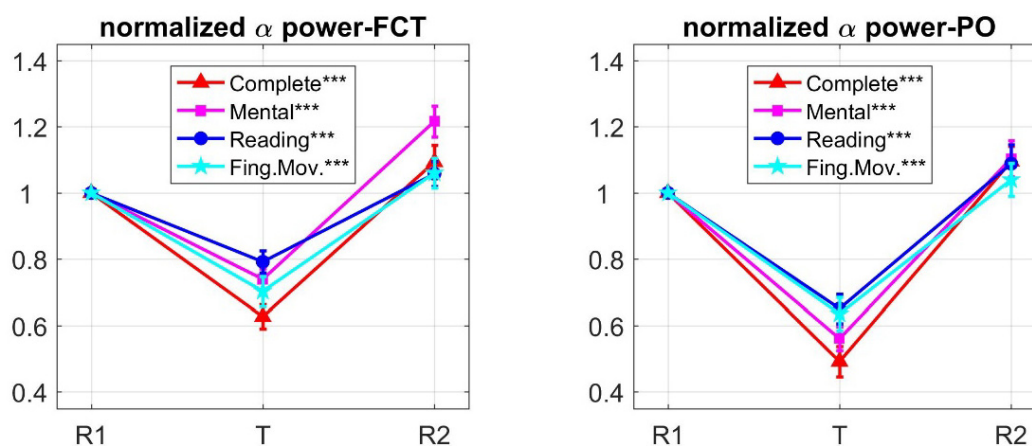 normalized α power-FCT
1.4
1.2
1
0.8
0.6
0.4
Complete***
Mental***
Reading***
Fing.Mov.***
R1 T R2
normalized α power-PO
1.4
1.2
1
0.8
0.6
0.4
Complete***
Mental***
Reading***
Fing.Mov.***
R1 T R2